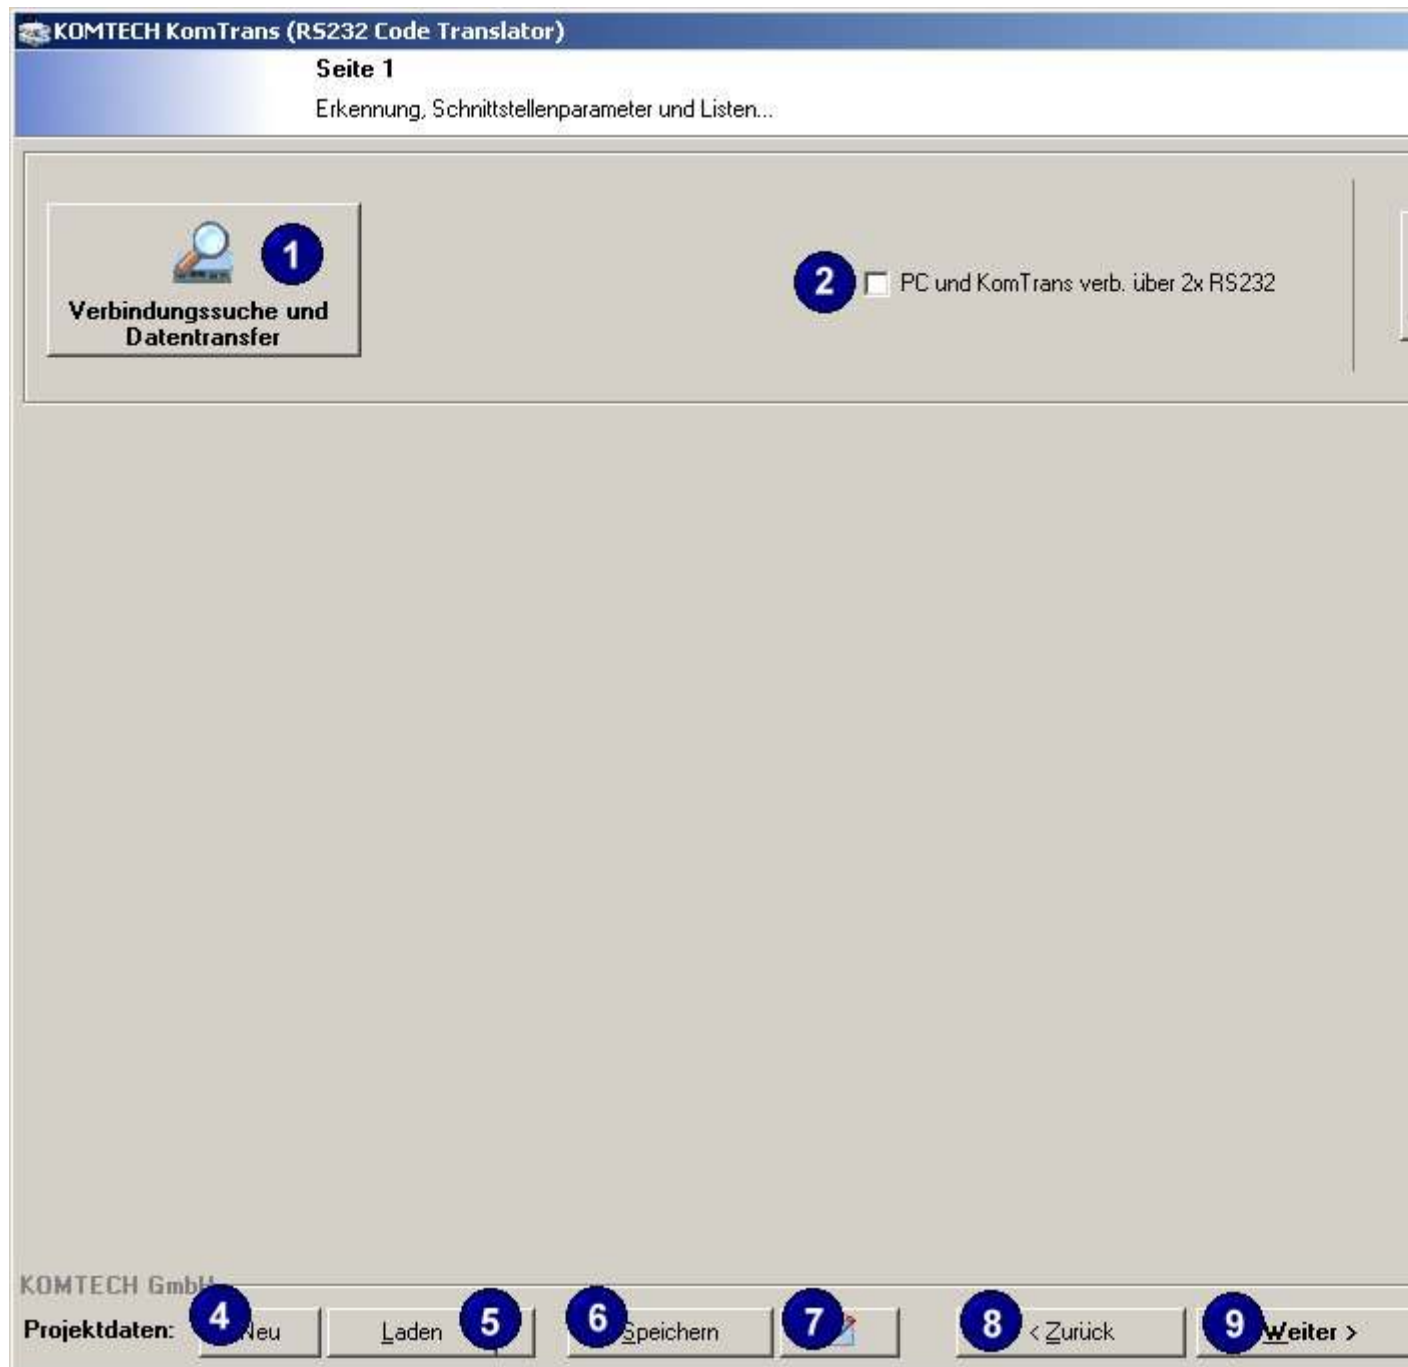 KOMTECH KomTrans (RS232 Code Translator)
Seite 1
Erkennung, Schnittstellenparameter und Listen...
1
Verbindungssuche und
Datentransfer
2 PC und KomTrans verb. über 2x RS232
KOMTECH GmbH
Projektdaten: 4 Neu Laden 5 6 Speichern 7 8 < Zurück 9 Weiter >